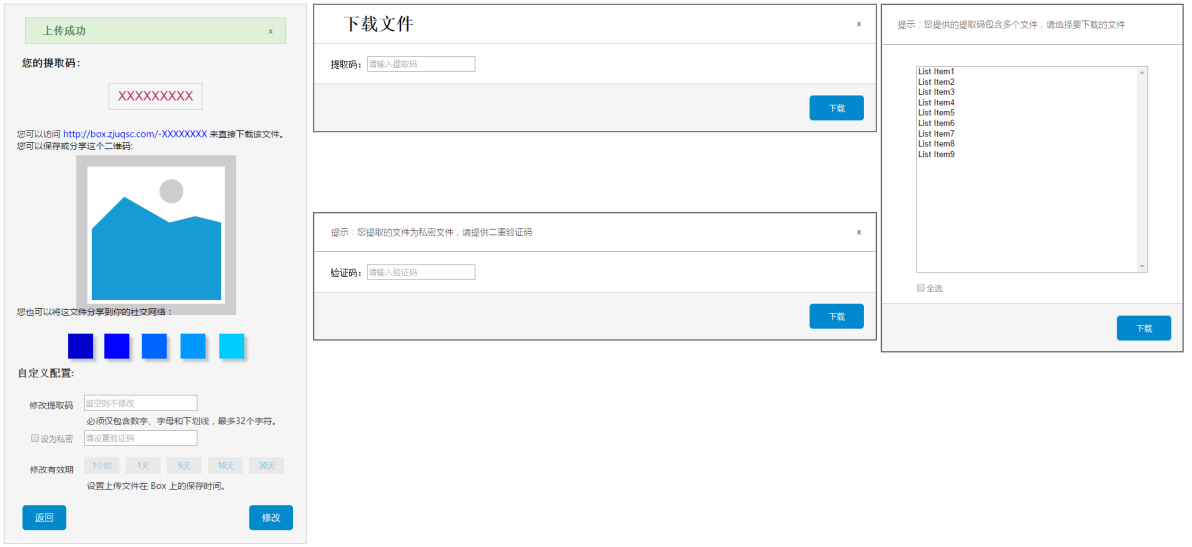 上传成功
x
您的提取码：
XXXXXXXXX
您可以访问 http://box.zjuqsc.com/-XXXXXXXX 来直接下载该文件。
您可以保存或分享这个二维码:
您也可以将这文件分享到你的社交网络：
自定义配置:
修改提取码
留空则不修改
必须仅包含数字、字母和下划线，最多32个字符。
设为私密
请设置验证码
修改有效期
1小时
1天
5天
10天
30天
设置上传文件在 Box 上的保存时间。
返回
修改
下载文件
x
提取码：
请输入提取码
下载
提示：您提取的文件为私密文件，请提供二重验证码
x
验证码：
请输入验证码
下载
提示：您提供的提取码包含多个文件，请选择要下载的文件
List Item1
List Item2
List Item3
List Item4
List Item5
List Item6
List Item7
List Item8
List Item9
全选
下载